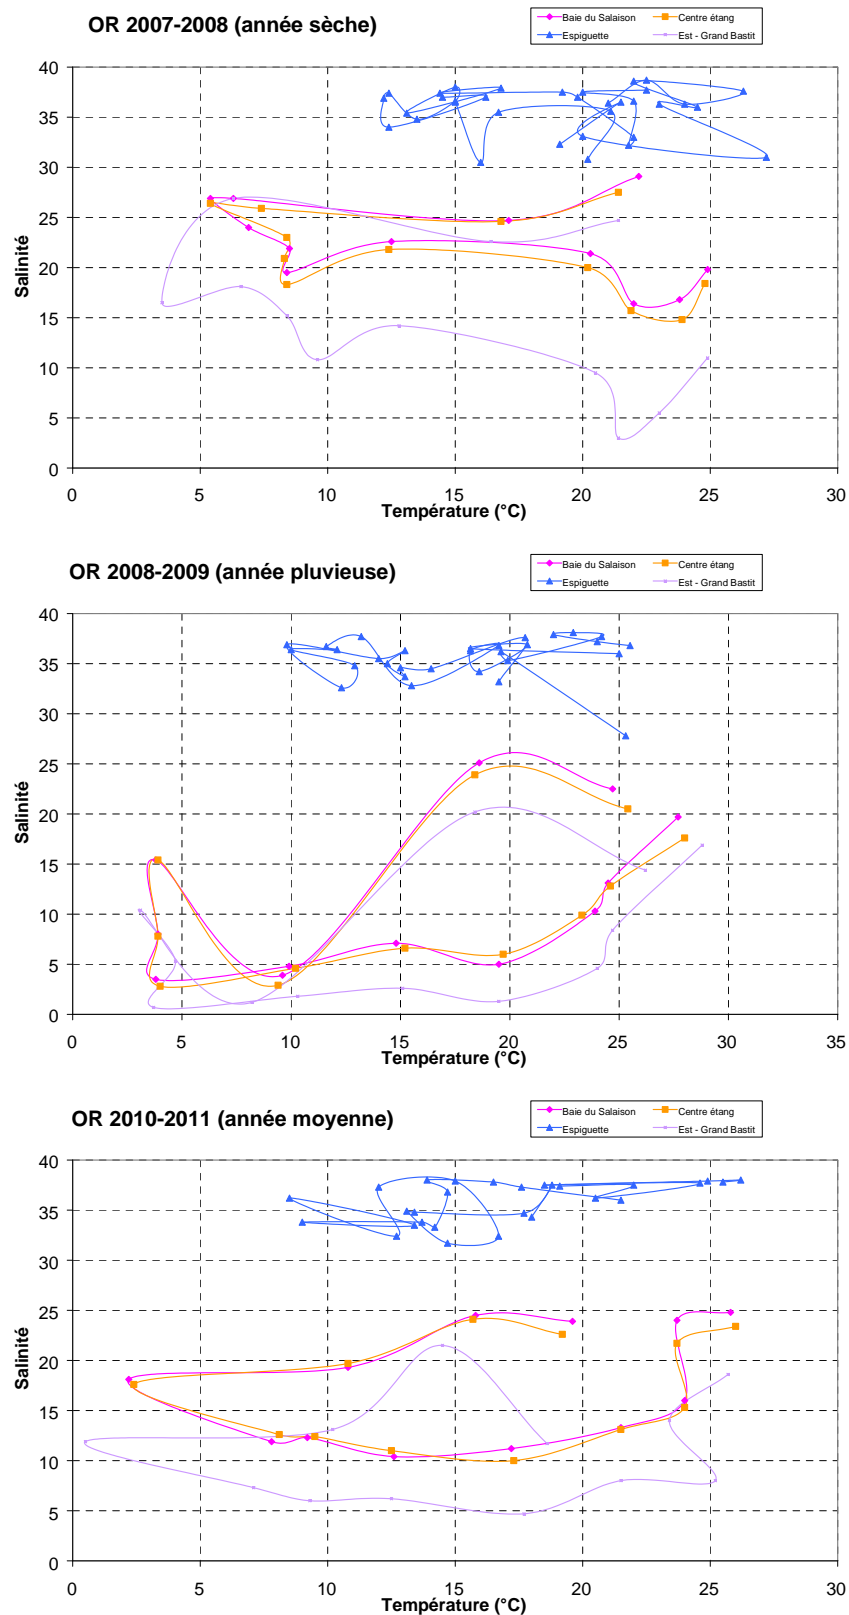 OR 2007-2008 (année sèche)
Baie du Salaison
Centre étang
Espiguette
Est - Grand Bastit
40
35
30
25
20
15
10
5
0
Salinité
0 5 10 15 20 25 30
Température (°C)
OR 2008-2009 (année pluvieuse)
Baie du Salaison
Centre étang
Espiguette
Est - Grand Bastit
40
35
30
25
20
15
10
5
0
Salinité
0 5 10 15 20 25 30 35
Température (°C)
OR 2010-2011 (année moyenne)
Baie du Salaison
Centre étang
Espiguette
Est - Grand Bastit
40
35
30
25
20
15
10
5
0
Salinité
0 5 10 15 20 25 30
Température (°C)